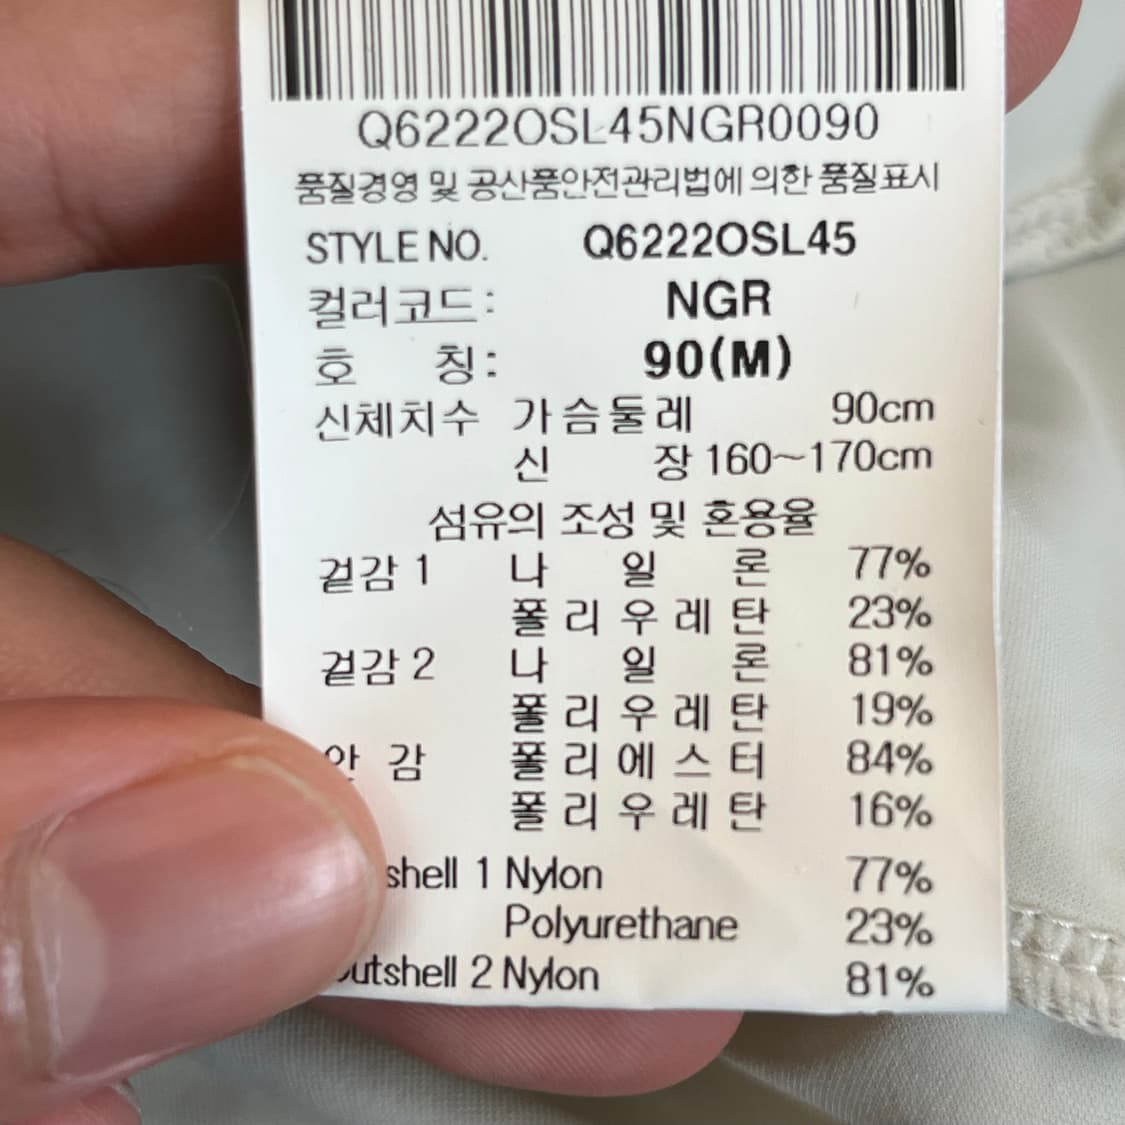 Q6222OSL45NGR0090
품질경영 및 공산품안전관리법에 의한 품질표시
STYLE NO. Q6222OSL45
컬러코드: NGR
호 칭: 90(M)
신체치수 가슴둘레 90cm
신 장 160~170cm
섬유의 조성 및 혼용율
겉감 1 나 일 론 77%
폴리우레탄 23%
겉감 2 나 일 론 81%
폴리우레탄 19%
안 감 폴리에스터 84%
폴리우레탄 16%
shell 1 Nylon 77%
Polyurethane 23%
outshell 2 Nylon 81%